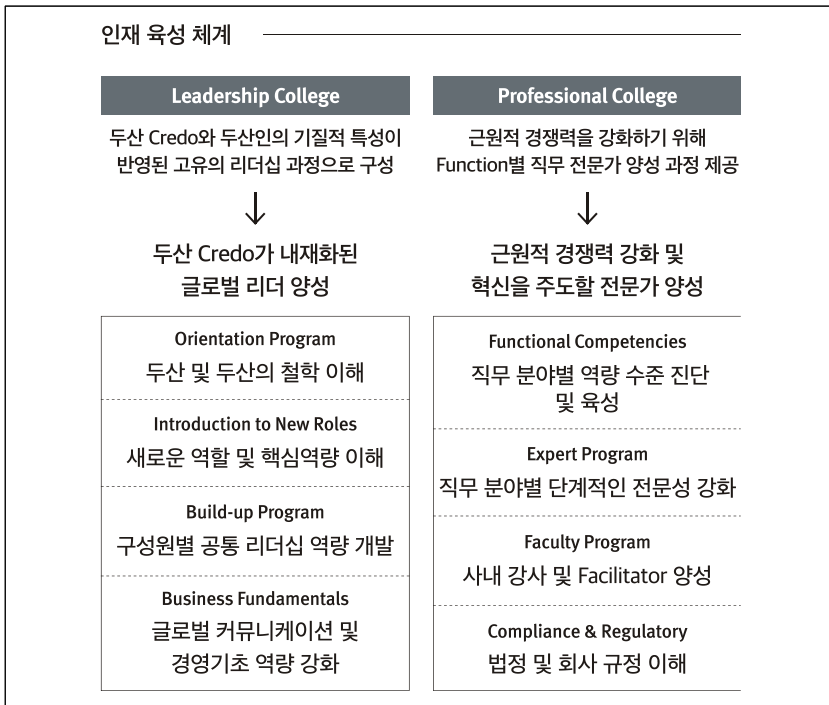 인재 육성 체계
Leadership College
두산 Credo와 두산인의 기질적 특성이
반영된 고유의 리더십 과정으로 구성
두산 Credo가 내재화된
글로벌 리더 양성
Orientation Program
두산 및 두산의 철학 이해
Introduction to New Roles
새로운 역할 및 핵심역량 이해
Build-up Program
구성원별 공통 리더십 역량 개발
Business Fundamentals
글로벌 커뮤니케이션 및
경영기초 역량 강화
Professional College
근원적 경쟁력을 강화하기 위해
Function별 직무 전문가 양성 과정 제공
근원적 경쟁력 강화 및
혁신을 주도할 전문가 양성
Functional Competencies
직무 분야별 역량 수준 진단
및 육성
Expert Program
직무 분야별 단계적인 전문성 강화
Faculty Program
사내 강사 및 Facilitator 양성
Compliance & Regulatory
법정 및 회사 규정 이해